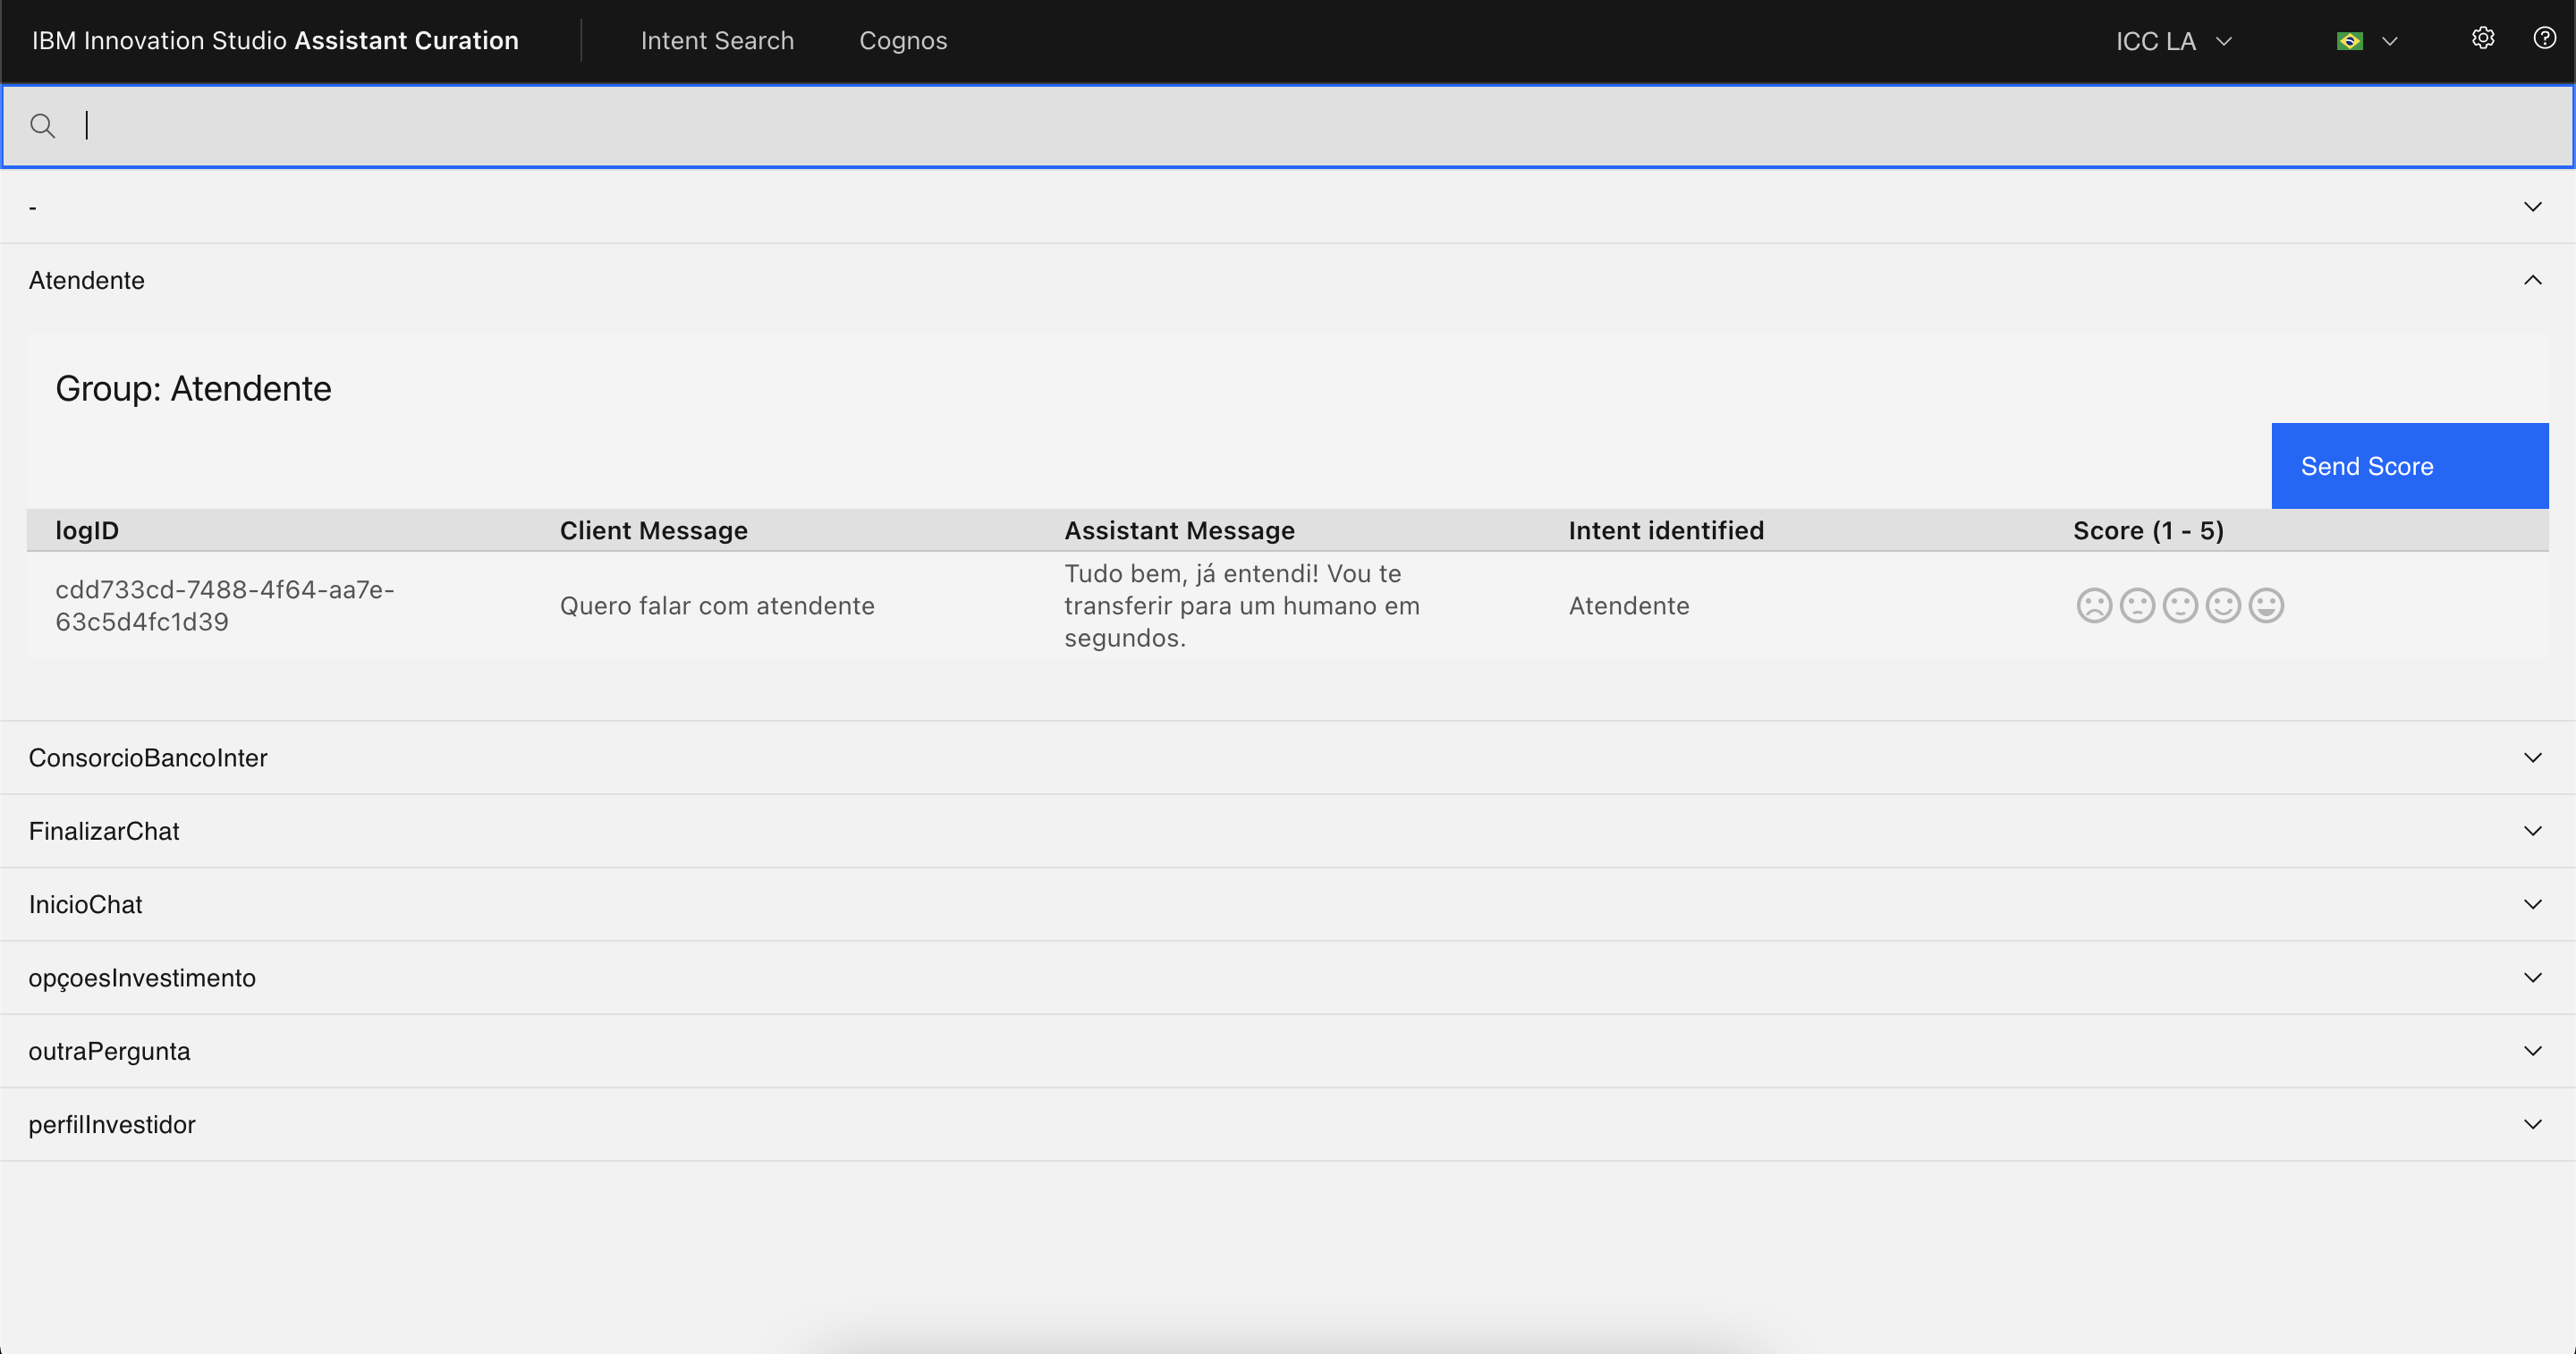 IBM Innovation Studio Assistant Curation Intent Search Cognos ICC LA
-
Atendente
Group: Atendente
Send Score
logID Client Message Assistant Message Intent identified Score (1 - 5)
cdd733cd-7488-4f64-aa7e-
63c5d4fc1d39
Quero falar com atendente
Tudo bem, já entendi! Vou te
transferir para um humano em
segundos.
Atendente
ConsorcioBancoInter
FinalizarChat
InicioChat
opçoesInvestimento
outraPergunta
perfilInvestidor